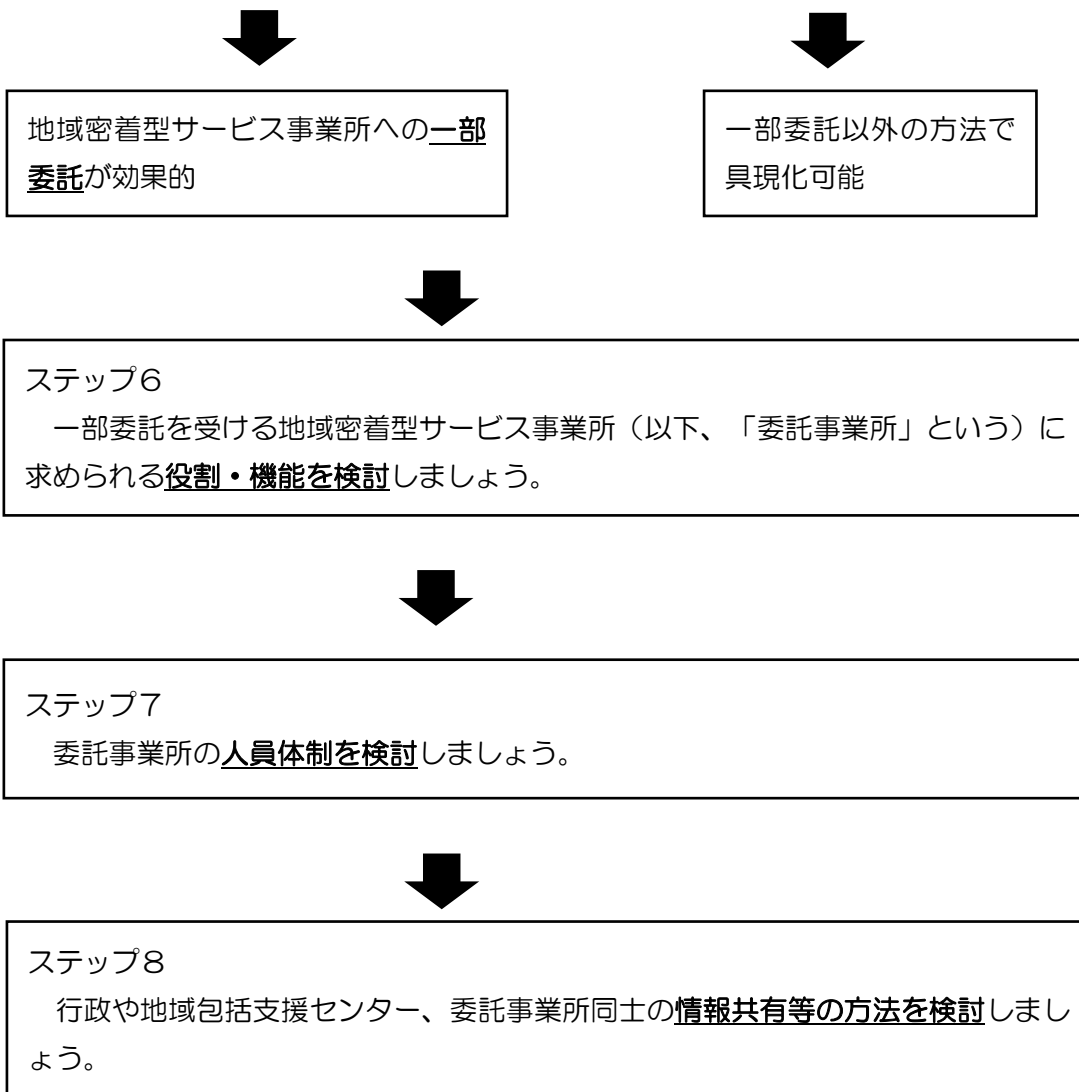 地域密着型サービス事業所への一部
委託が効果的
一部委託以外の方法で
具現化可能
ステップ6
一部委託を受ける地域密着型サービス事業所（以下、「委託事業所」という）に
求められる役割・機能を検討しましょう。
ステップ7
委託事業所の人員体制を検討しましょう。
ステップ8
行政や地域包括支援センター、委託事業所同士の情報共有等の方法を検討しまし
ょう。